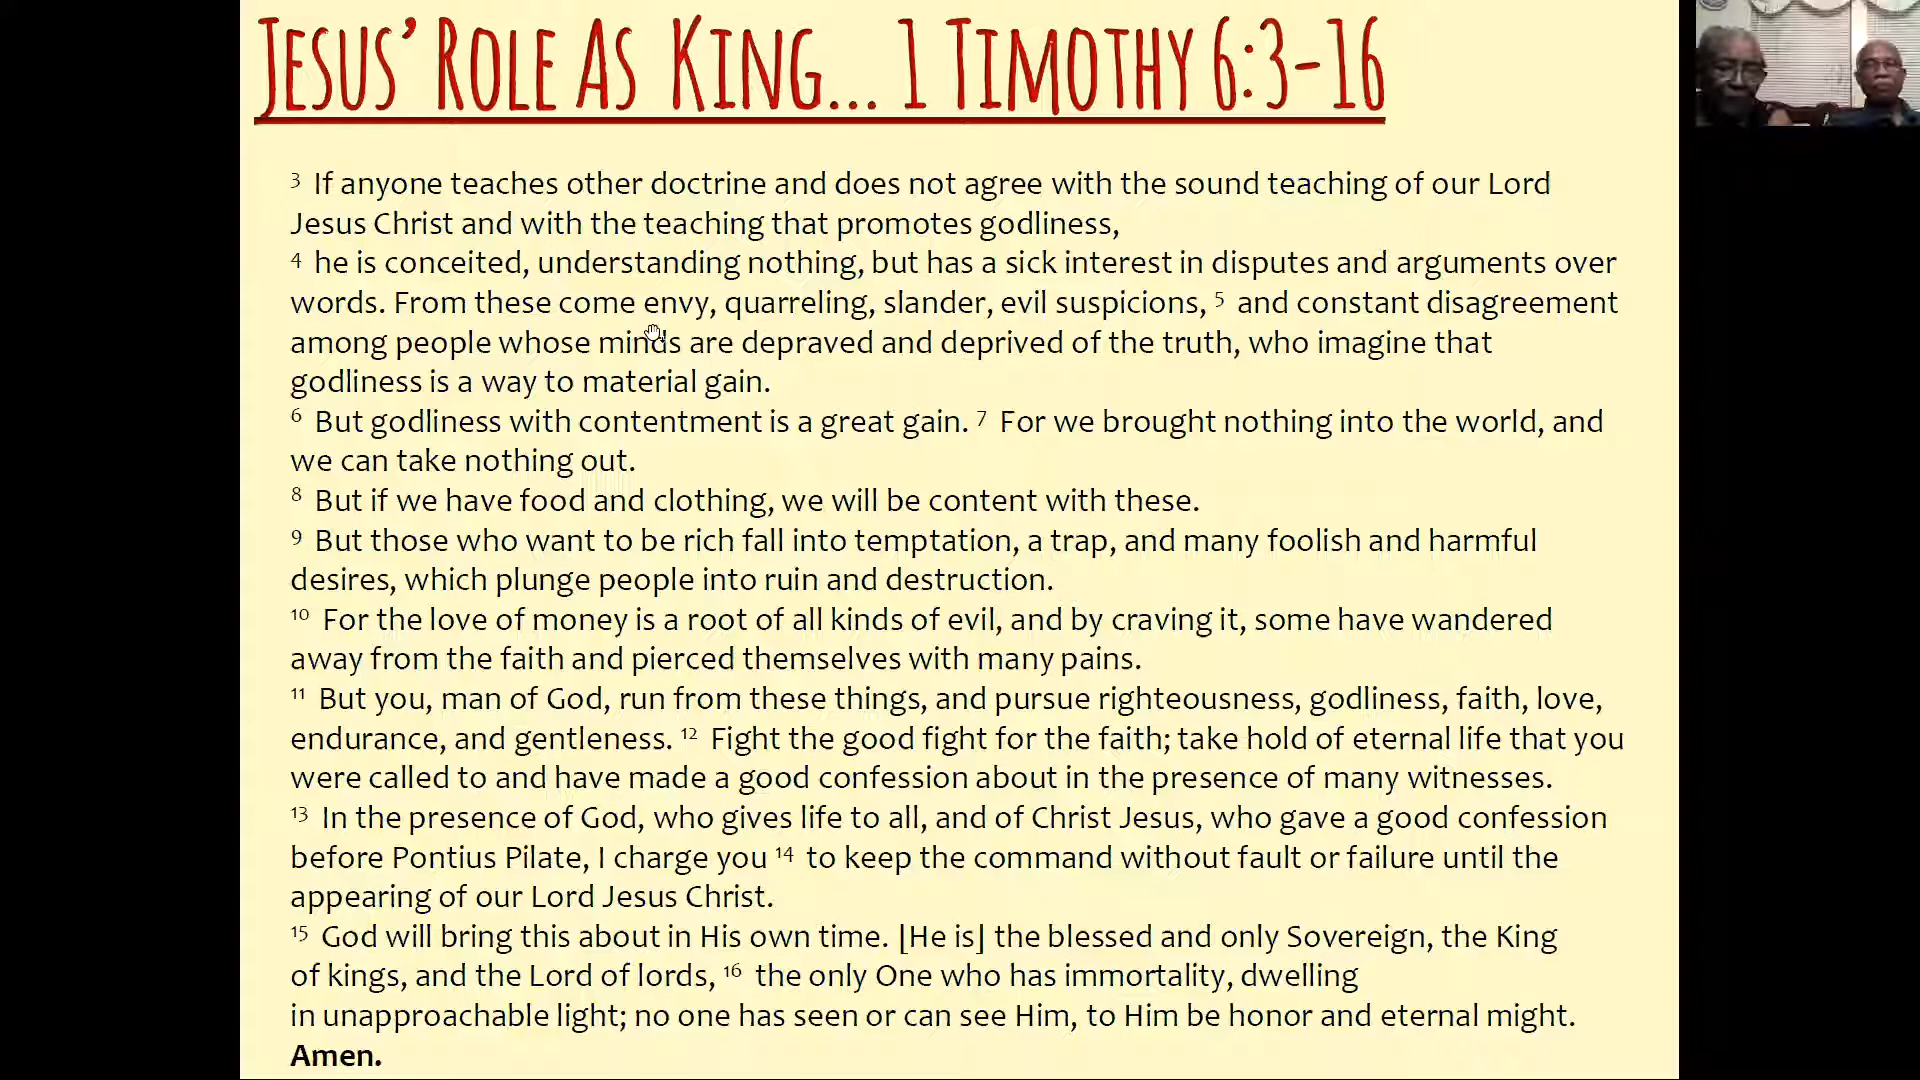 JESUS' ROLE AS KING... 1 TIMOTHY 6:3-16
3 If anyone teaches other doctrine and does not agree with the sound teaching of our Lord
Jesus Christ and with the teaching that promotes godliness,
4 he is conceited, understanding nothing, but has a sick interest in disputes and arguments over
words. From these come envy, quarreling, slander, evil suspicions, 5 and constant disagreement
among people whose minds are depraved and deprived of the truth, who imagine that
godliness is a way to material gain.
6 But godliness with contentment is a great gain. 7 For we brought nothing into the world, and
we can take nothing out.
8 But if we have food and clothing, we will be content with these.
9 But those who want to be rich fall into temptation, a trap, and many foolish and harmful
desires, which plunge people into ruin and destruction.
10 For the love of money is a root of all kinds of evil, and by craving it, some have wandered
away from the faith and pierced themselves with many pains.
11 But you, man of God, run from these things, and pursue righteousness, godliness, faith, love,
endurance, and gentleness. 12 Fight the good fight for the faith; take hold of eternal life that you
were called to and have made a good confession about in the presence of many witnesses.
13 In the presence of God, who gives life to all, and of Christ Jesus, who gave a good confession
before Pontius Pilate, I charge you 14 to keep the command without fault or failure until the
appearing of our Lord Jesus Christ.
15 God will bring this about in His own time. [He is] the blessed and only Sovereign, the King
of kings, and the Lord of lords, 16 the only One who has immortality, dwelling
in unapproachable light; no one has seen or can see Him, to Him be honor and eternal might.
Amen.